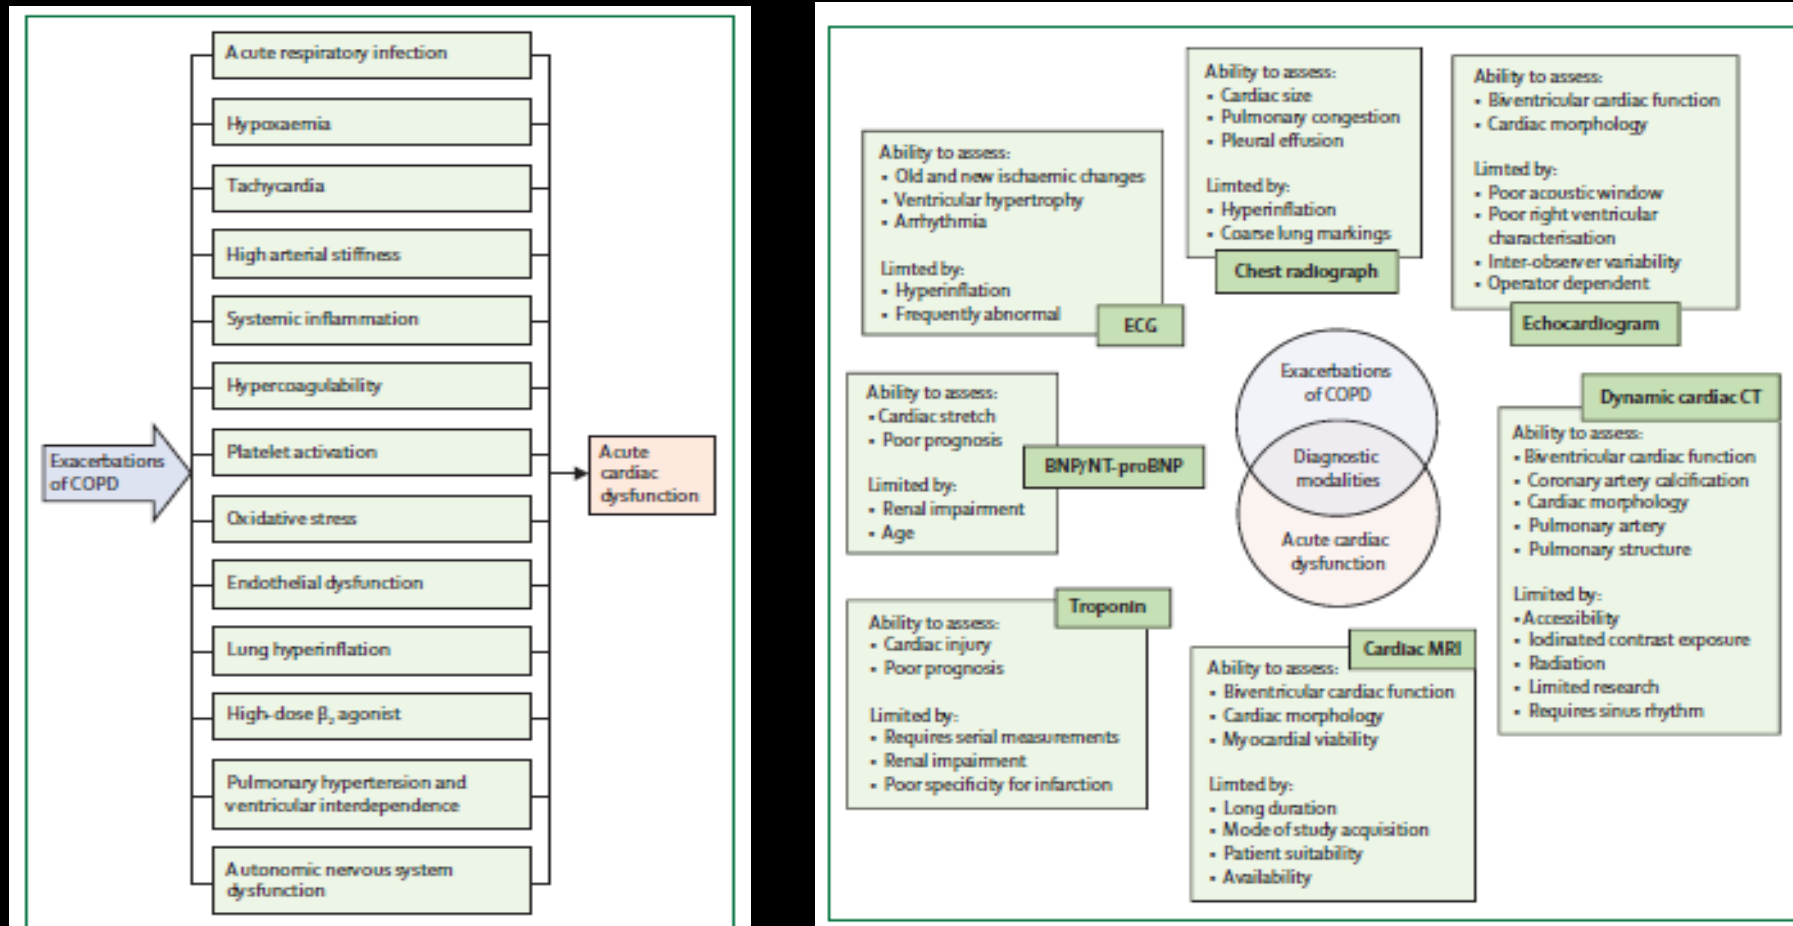 Acute respiratory infection
Hypoxaemia
Tachycardia
High arterial stiffness
Systemic inflammation
Hypercoagulability
Platelet activation
Oxidative stress
Endothelial dysfunction
Lung hyperinflation
High-dose β₂ agonist
Pulmonary hypertension and
ventricular interdependence
Autonomic nervous system
dysfunction
Exacerbations
of COPD
Acute
cardiac
dysfunction
Ability to assess:
• Old and new ischaemic changes
• Ventricular hypertrophy
• Arrhythmia
Limted by:
• Hyperinflation
• Frequently abnormal
ECG
Ability to assess:
• Cardiac size
• Pulmonary congestion
• Pleural effusion
Limted by:
• Hyperinflation
• Coarse lung markings
Chest radiograph
Ability to assess:
• Biventricular cardiac function
• Cardiac morphology
Limted by:
• Poor acoustic window
• Poor right ventricular
characterisation
• Inter-observer variability
• Operator dependent
Echocardiogram
Ability to assess:
• Cardiac stretch
• Poor prognosis
Limited by:
• Renal impairment
• Age
BNP/NT-proBNP
Exacerbations
of COPD
Diagnostic
modalities
Acute cardiac
dysfunction
Dynamic cardiac CT
Ability to assess:
• Biventricular cardiac function
• Coronary artery calcification
• Cardiac morphology
• Pulmonary artery
• Pulmonary structure
Limited by:
• Accessibility
• Iodinated contrast exposure
• Radiation
• Limited research
• Requires sinus rhythm
Troponin
Ability to assess:
• Cardiac injury
• Poor prognosis
Limited by:
• Requires serial measurements
• Renal impairment
• Poor specificity for infarction
Cardiac MRI
Ability to assess:
• Biventricular cardiac function
• Cardiac morphology
• Myocardial viability
Limted by:
• Long duration
• Mode of study acquisition
• Patient suitability
• Availability